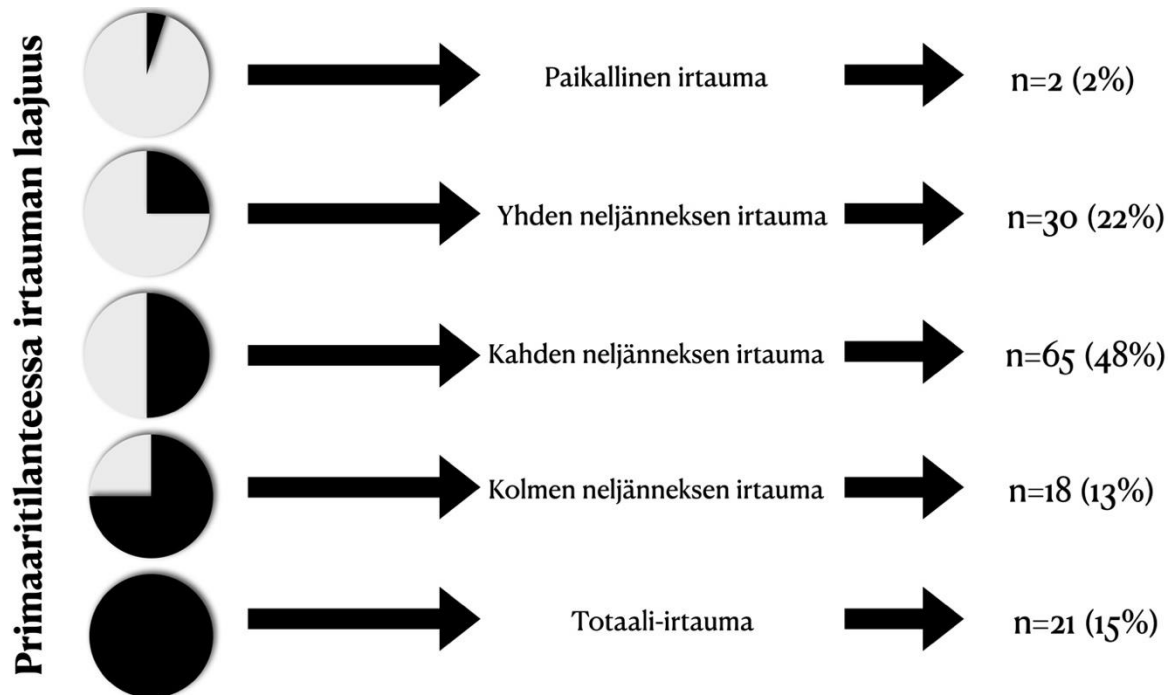 Primaaritilanteessa irtauman laajuus
Paikallinen irtauma
n=2 (2%)
Yhden neljänneksen irtauma
n=30 (22%)
Kahden neljänneksen irtauma
n=65 (48%)
Kolmen neljänneksen irtauma
n=18 (13%)
Totaali-irtauma
n=21 (15%)